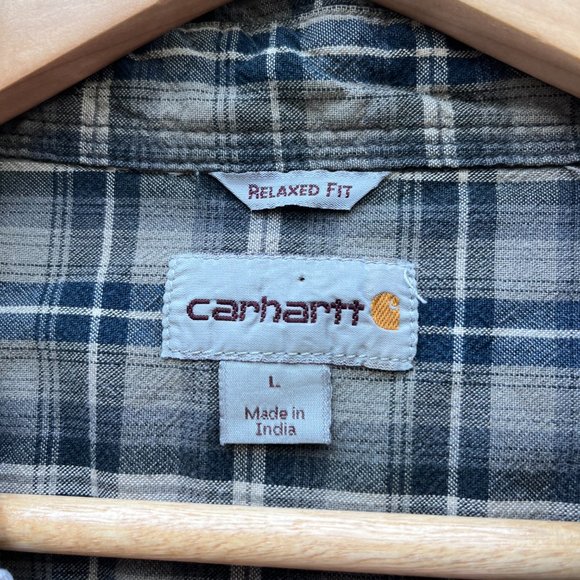 RELAXED FIT
carhartt
L
Made in
India